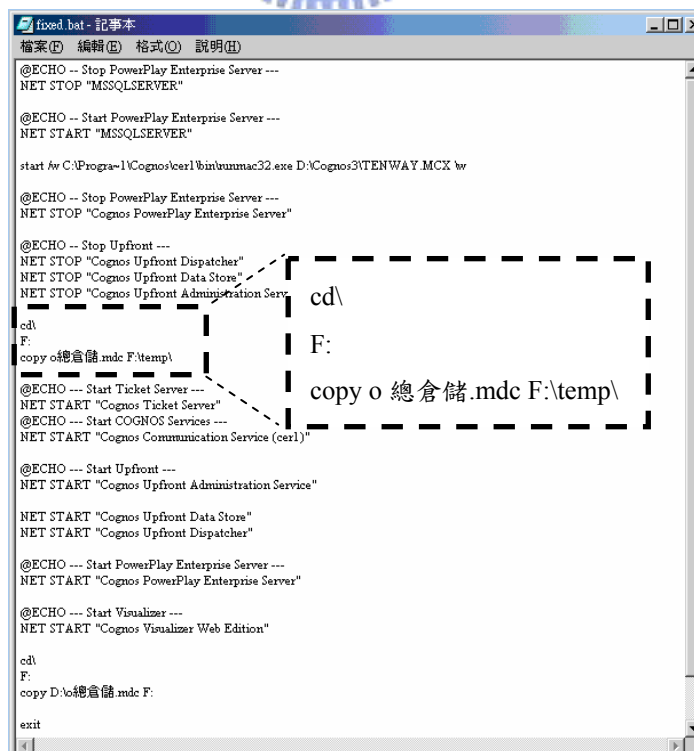 fixed.bat - 記事本
檔案(F) 編輯(E) 格式(O) 說明(H)
@ECHO -- Stop PowerPlay Enterprise Server ---
NET STOP "MSSQLSERVER"
@ECHO -- Start PowerPlay Enterprise Server ---
NET START "MSSQLSERVER"
start /w C:\Progra~1\Cognos\cer1\bin\runmac32.exe D:\Cognos3\TENWAY.MCX \w
@ECHO -- Stop PowerPlay Enterprise Server ---
NET STOP "Cognos PowerPlay Enterprise Server"
@ECHO -- Stop Upfront ---
NET STOP "Cognos Upfront Dispatcher"
NET STOP "Cognos Upfront Data Store"
NET STOP "Cognos Upfront Administration Serv
cd\
F:
copy o總倉儲.mdc F:\temp\
cd\
F:
copy o 總倉儲.mdc F:\temp\
@ECHO --- Start Ticket Server ---
NET START "Cognos Ticket Server"
@ECHO --- Start COGNOS Services ---
NET START "Cognos Communication Service (cer1)"
@ECHO --- Start Upfront ---
NET START "Cognos Upfront Administration Service"
NET START "Cognos Upfront Data Store"
NET START "Cognos Upfront Dispatcher"
@ECHO --- Start PowerPlay Enterprise Server ---
NET START "Cognos PowerPlay Enterprise Server"
@ECHO --- Start Visualizer ---
NET START "Cognos Visualizer Web Edition"
cd\
F:
copy D:\o總倉儲.mdc F:
exit